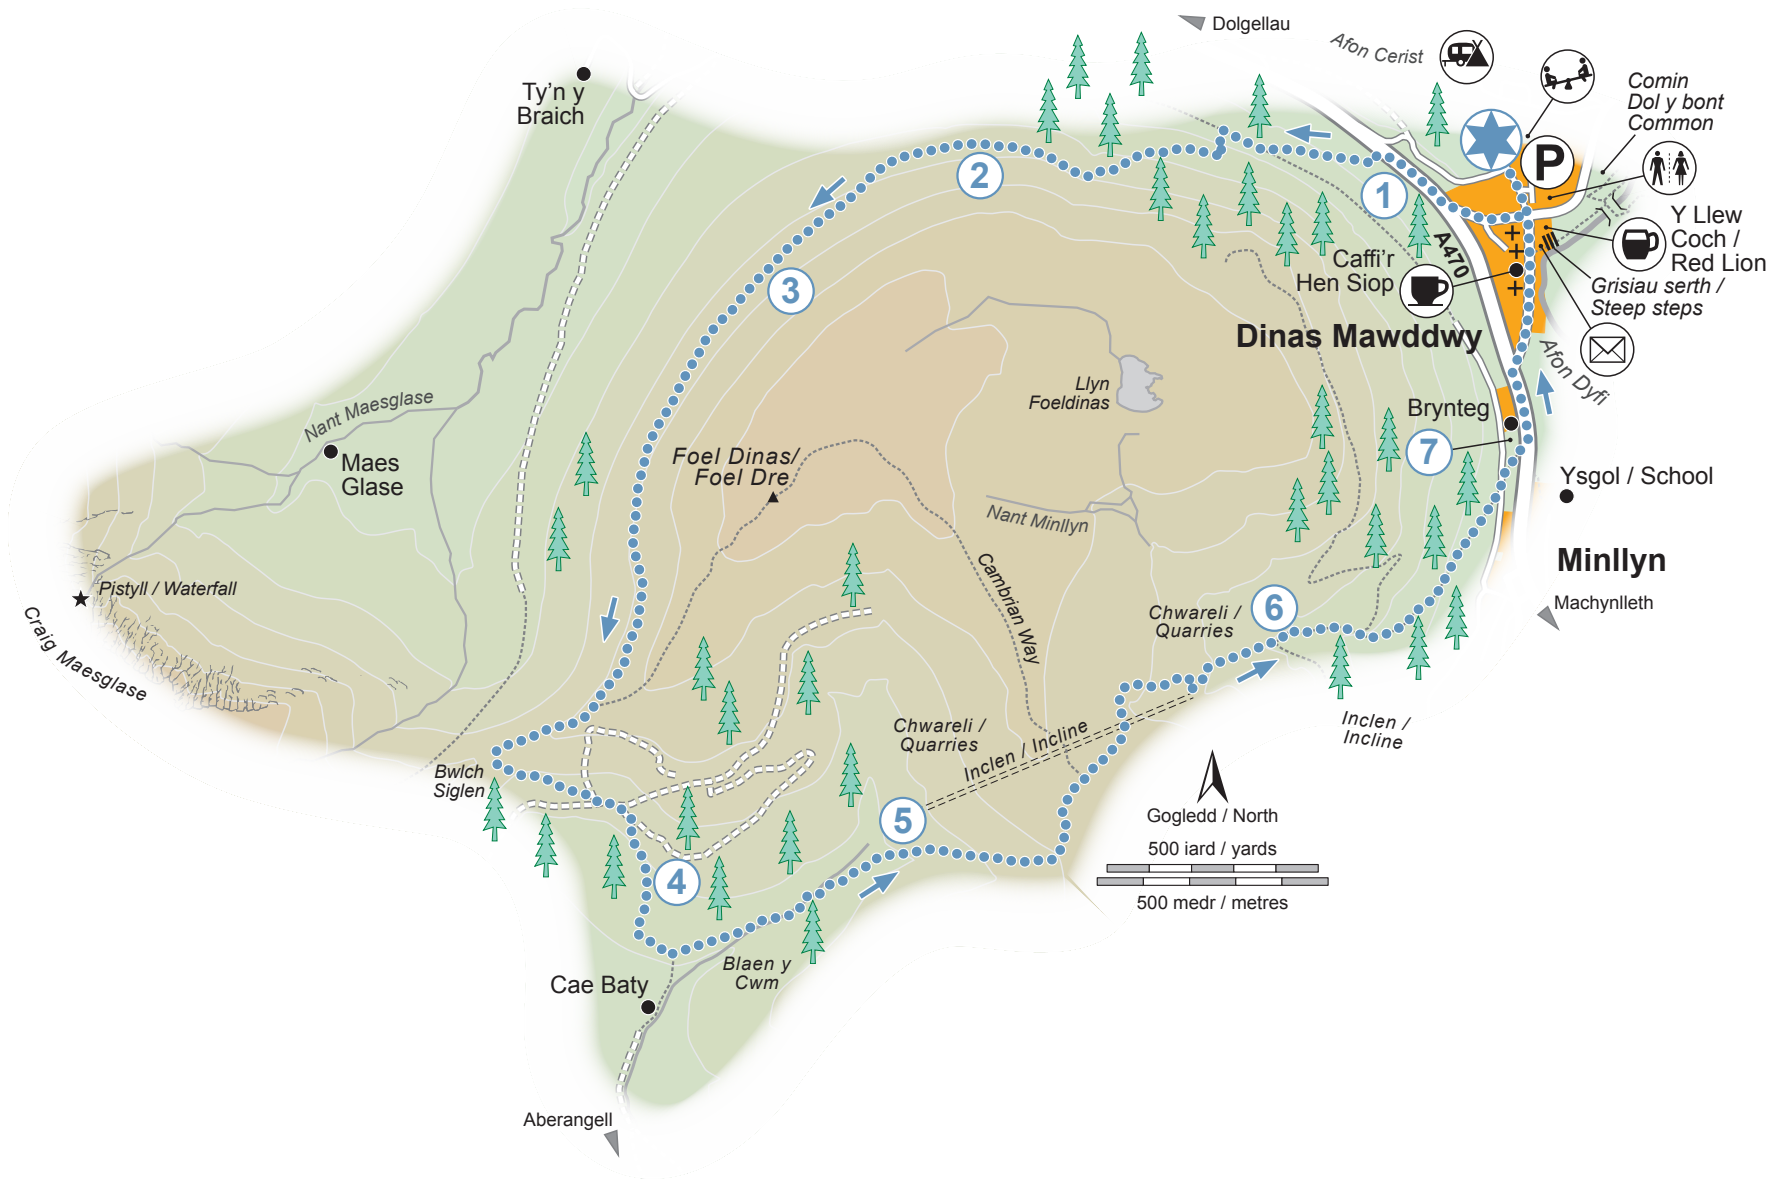 Dolgellau
Afon Cerist
Comin
Dol y bont
Common
Ty'n y
Braich
P
2
1
Y Llew
Coch /
Red Lion
A470
Caffi'r
Hen Siop
3
Grisiau serth /
Steep steps
Dinas Mawddwy
Afon Dyfi
Llyn
Foeldinas
Nant Maesglase
Brynteg
7
Maes
Glase
Foel Dinas/
Foel Dre
Ysgol / School
Nant Minllyn
Minllyn
Pistyll / Waterfall
Craig Maesglase
Cambrian Way
6
Chwareli /
Quarries
Machynlleth
Chwareli /
Quarries
Inclen / Incline
Inclen /
Incline
Bwlch
Siglen
5
Gogledd / North
500 iard / yards
500 medr / metres
4
Blaen y
Cwm
Cae Baty
Aberangell